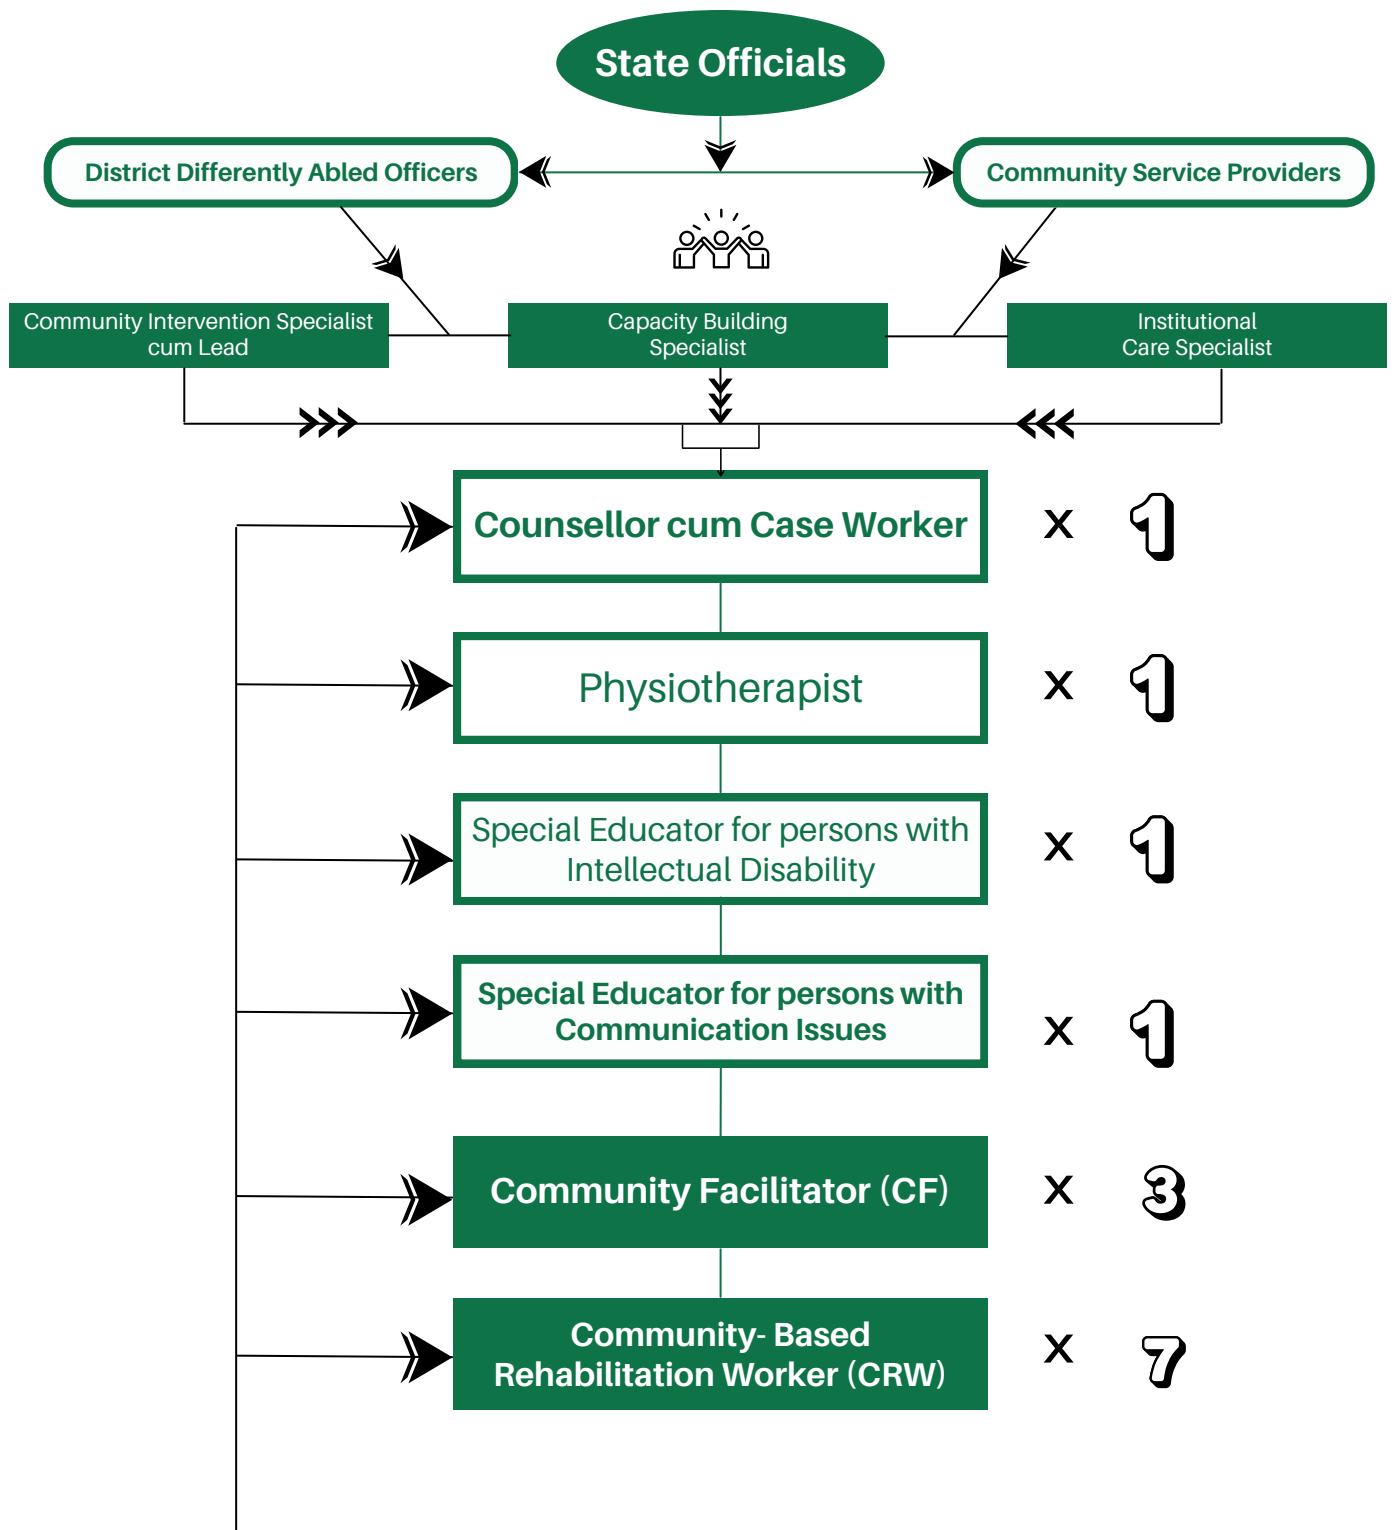 State Officials
District Differently Abled Officers
Community Service Providers
Community Intervention Specialist
cum Lead
Capacity Building
Specialist
Institutional
Care Specialist
Counsellor cum Case Worker
x 1
Physiotherapist
x 1
Special Educator for persons with
Intellectual Disability
x 1
Special Educator for persons with
Communication Issues
x 1
Community Facilitator (CF)
x 3
Community- Based
Rehabilitation Worker (CRW)
x 7